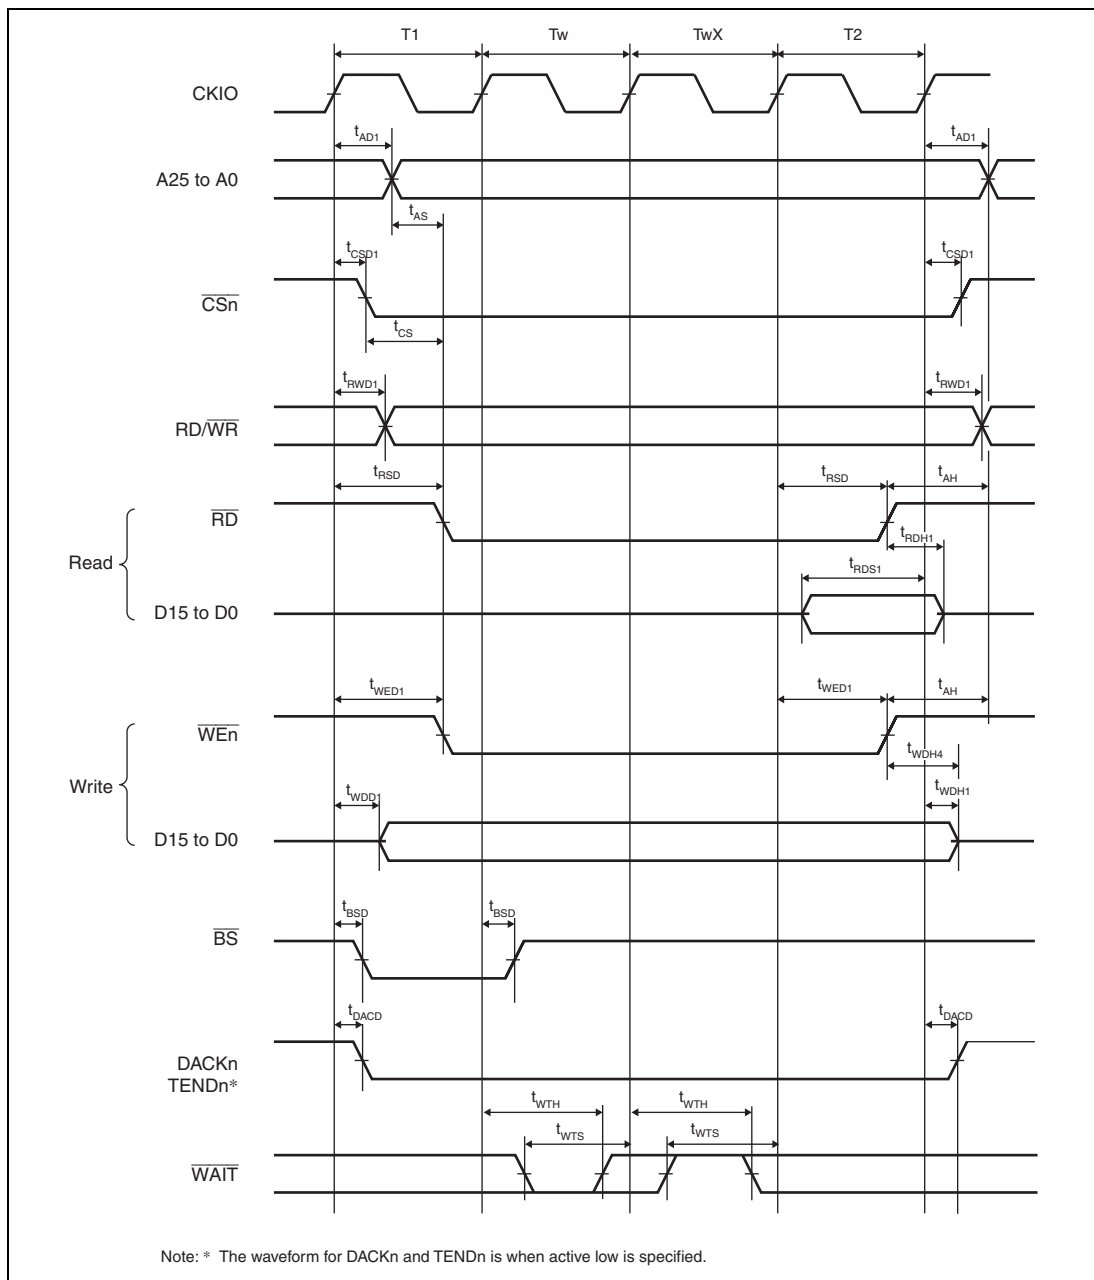 T1 Tw TwX T2
CKIO
tAD1 tAD1
A25 to A0
tAS
tCSD1 tCSD1
CSn
tCS
tRWD1 tRWD1
RD/WR
tRSD tRSD tAH
RD
tRDH1
Read
tRDS1
D15 to D0
tWED1 tWED1 tAH
WEn
tWDH4
Write
tWDD1 tWDH1
D15 to D0
tBSD tBSD
BS
tDACD tDACD
DACKn
TENDn*
tWTH tWTH
tWTS tWTS
WAIT
Note: * The waveform for DACKn and TENDn is when active low is specified.